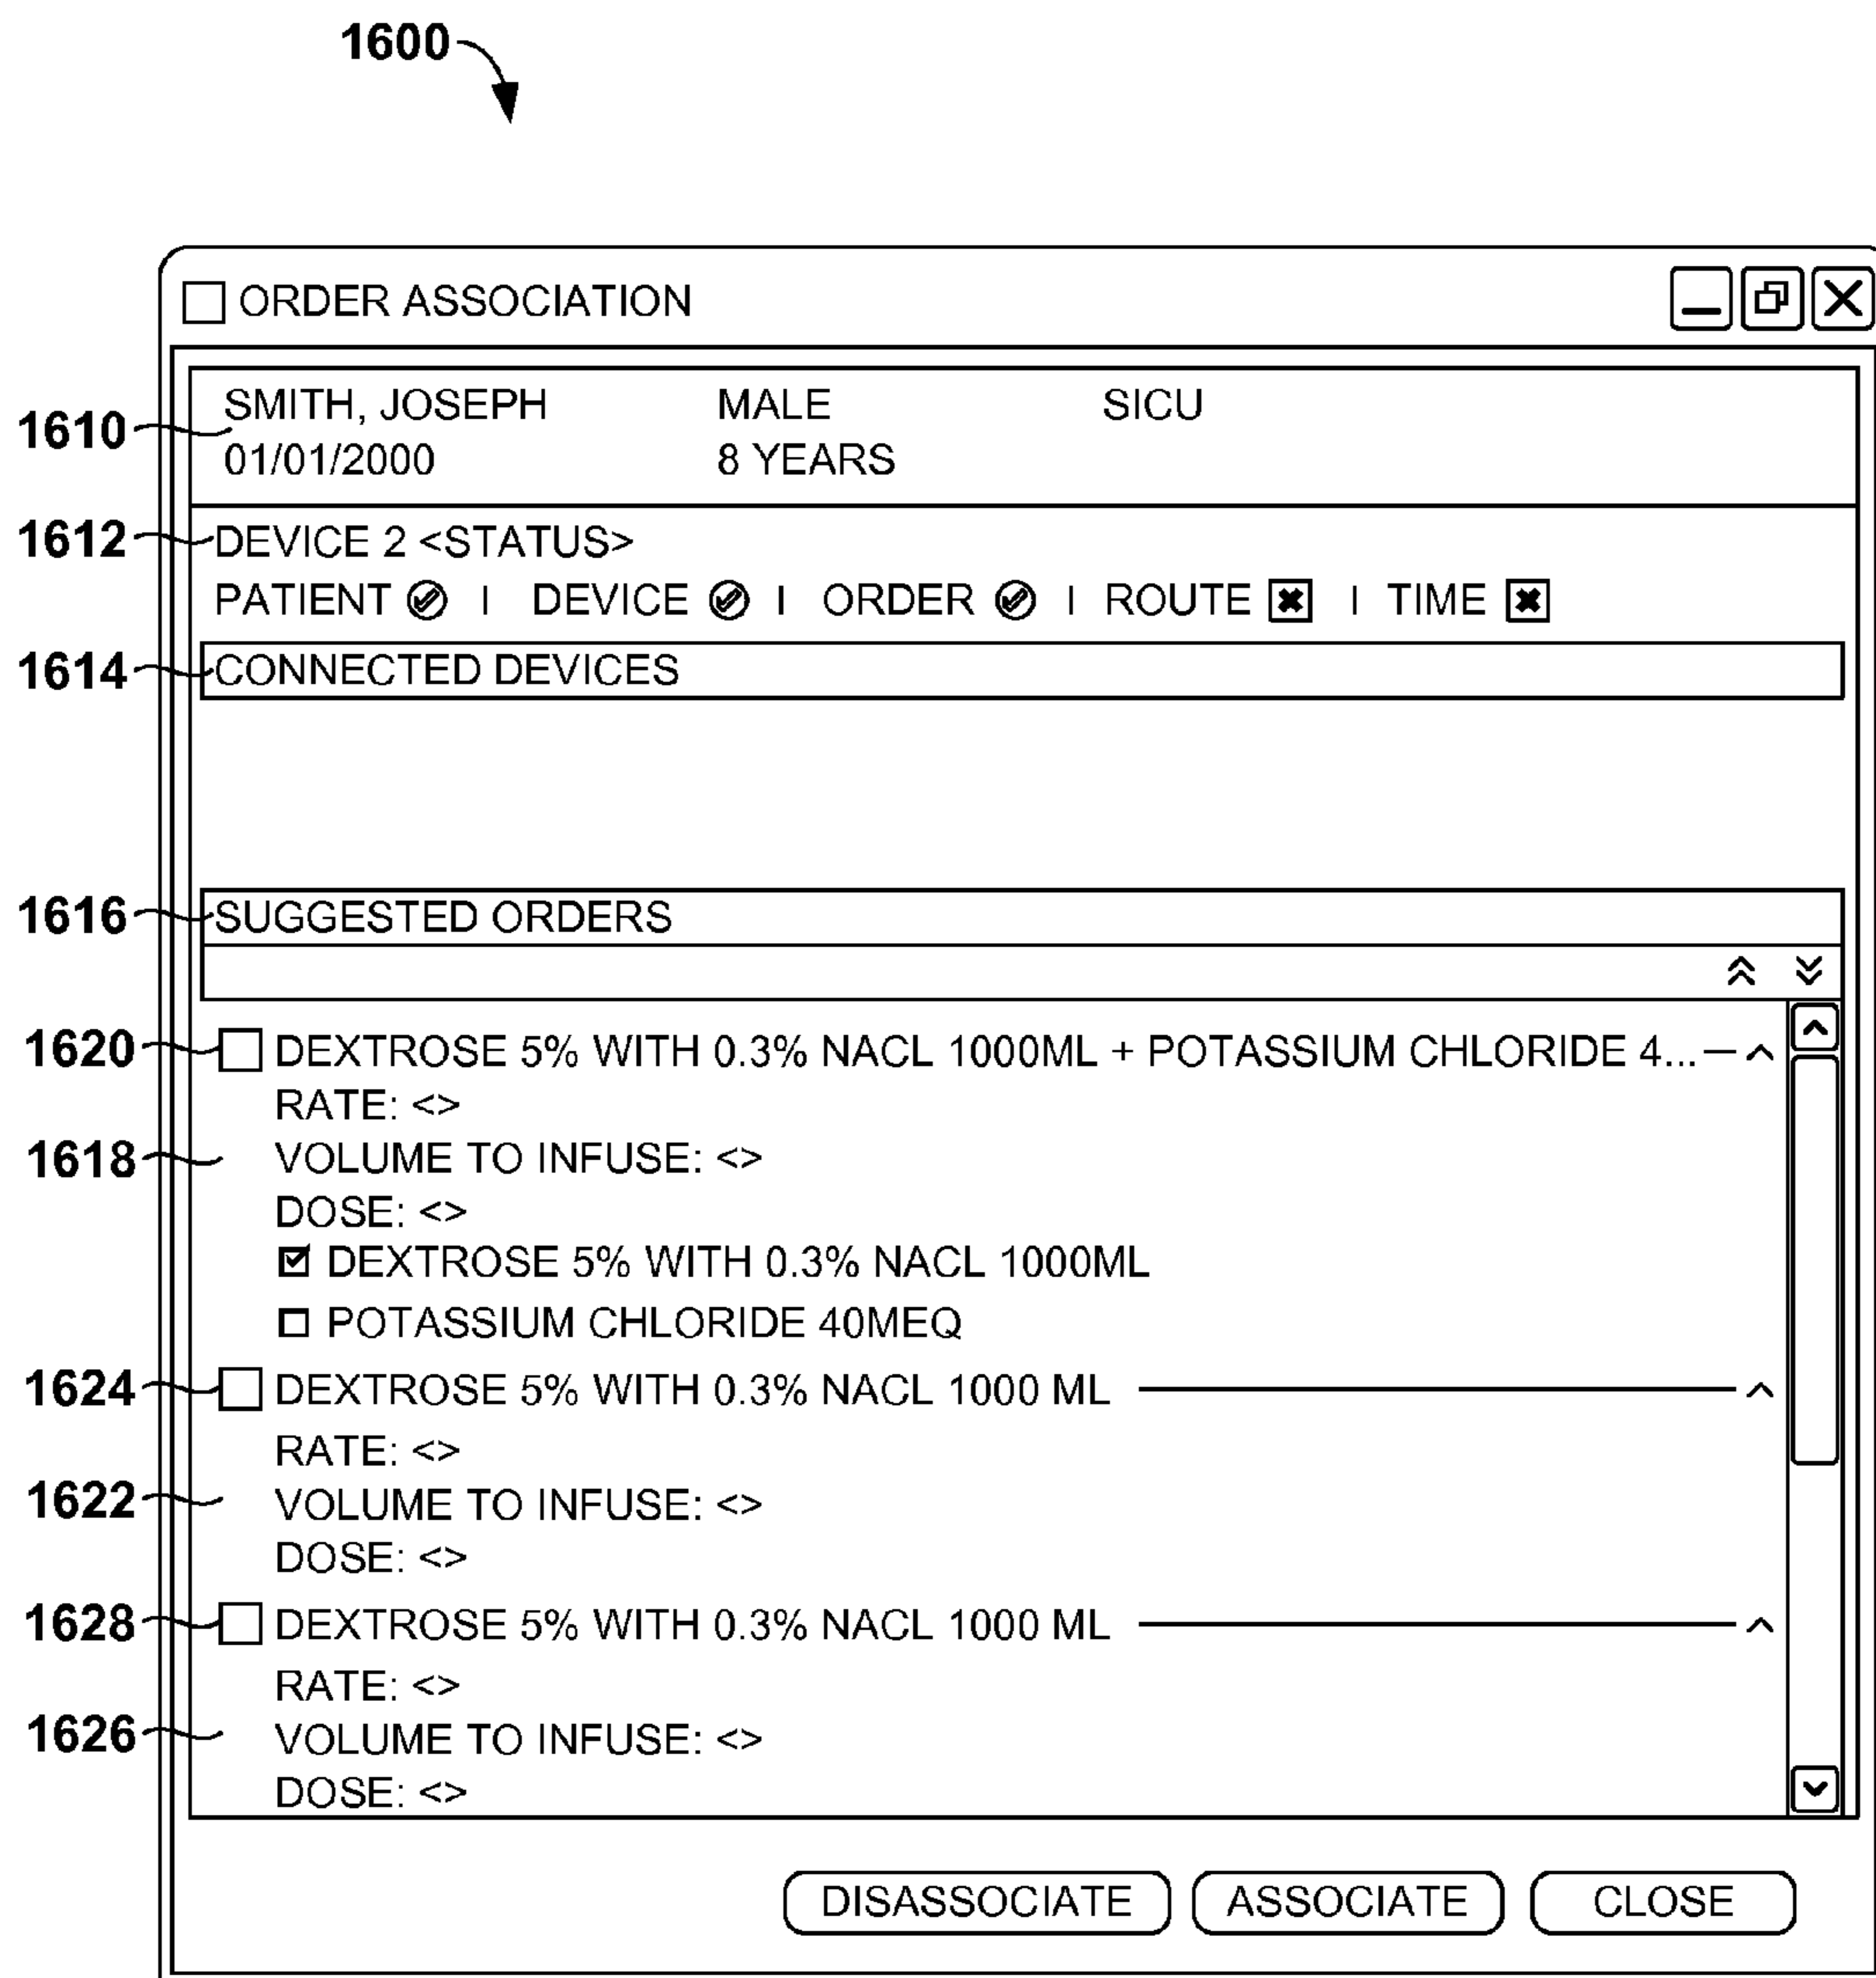 1600
ORDER ASSOCIATION
1610 SMITH, JOSEPH MALE SICU
01/01/2000 8 YEARS
1612 DEVICE 2 <STATUS>
PATIENT | DEVICE | ORDER | ROUTE | TIME
1614 CONNECTED DEVICES
1616 SUGGESTED ORDERS
1620 DEXTROSE 5% WITH 0.3% NACL 1000ML + POTASSIUM CHLORIDE 4...
RATE: <>
1618 VOLUME TO INFUSE: <>
DOSE: <>
DEXTROSE 5% WITH 0.3% NACL 1000ML
POTASSIUM CHLORIDE 40MEQ
1624 DEXTROSE 5% WITH 0.3% NACL 1000 ML
RATE: <>
1622 VOLUME TO INFUSE: <>
DOSE: <>
1628 DEXTROSE 5% WITH 0.3% NACL 1000 ML
RATE: <>
1626 VOLUME TO INFUSE: <>
DOSE: <>
DISASSOCIATE ASSOCIATE CLOSE